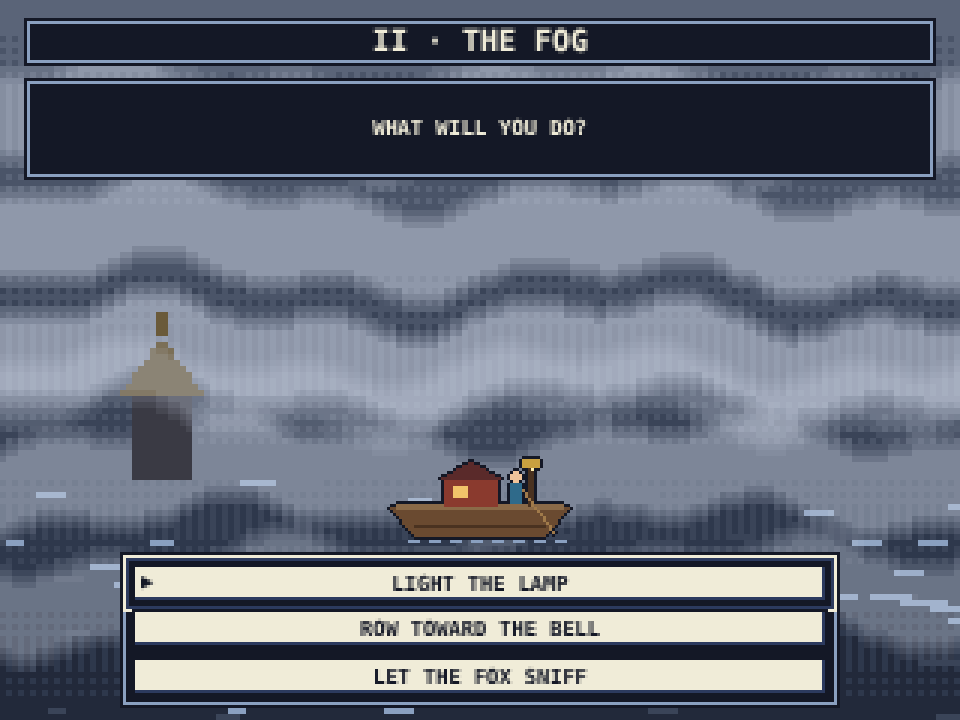 II · THE FOG
WHAT WILL YOU DO?
LIGHT THE LAMP
ROW TOWARD THE BELL
LET THE FOX SNIFF